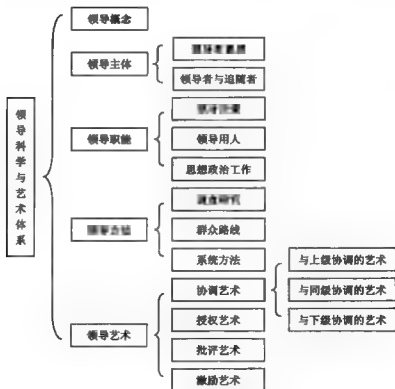 领导科学与艺术体系
领导概念
领导主体
领导者与追随者
领导职能
领导用人
思想政治工作
群众路线
系统方法
与上级协调的艺术
协调艺术
与同级协调的艺术
与下级协调的艺术
领导艺术
授权艺术
批评艺术
激励艺术